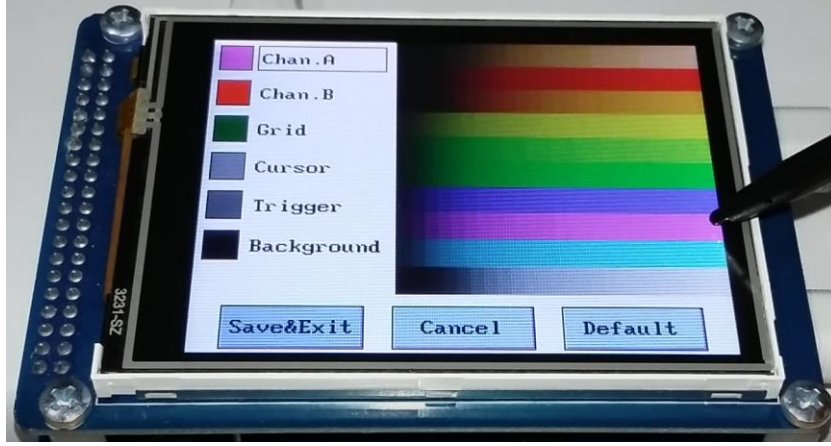 Chan.A
Chan.B
Grid
Cursor
Trigger
Background
Save&Exit
Cancel
Default
3231-SZ